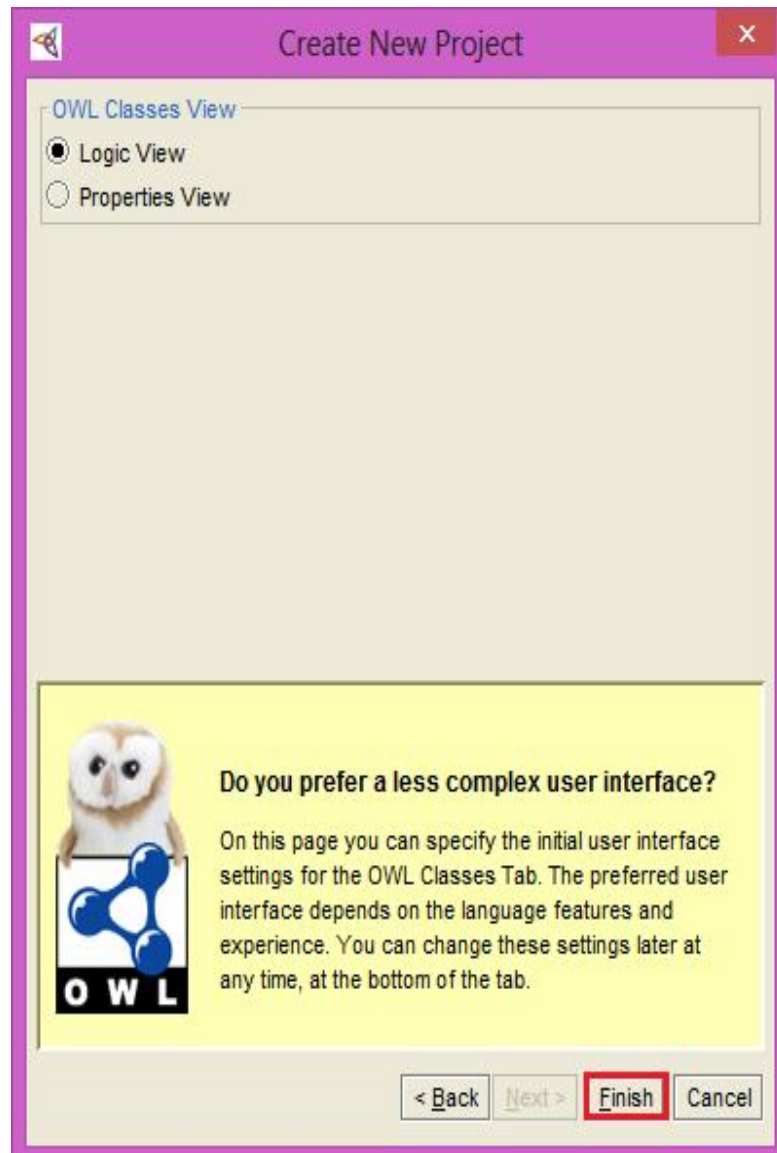 Create New Project
x
OWL Classes View
Logic View
Properties View
Do you prefer a less complex user interface?
On this page you can specify the initial user interface
settings for the OWL Classes Tab. The preferred user
interface depends on the language features and
experience. You can change these settings later at
any time, at the bottom of the tab.
OWL
< Back Next > Finish Cancel